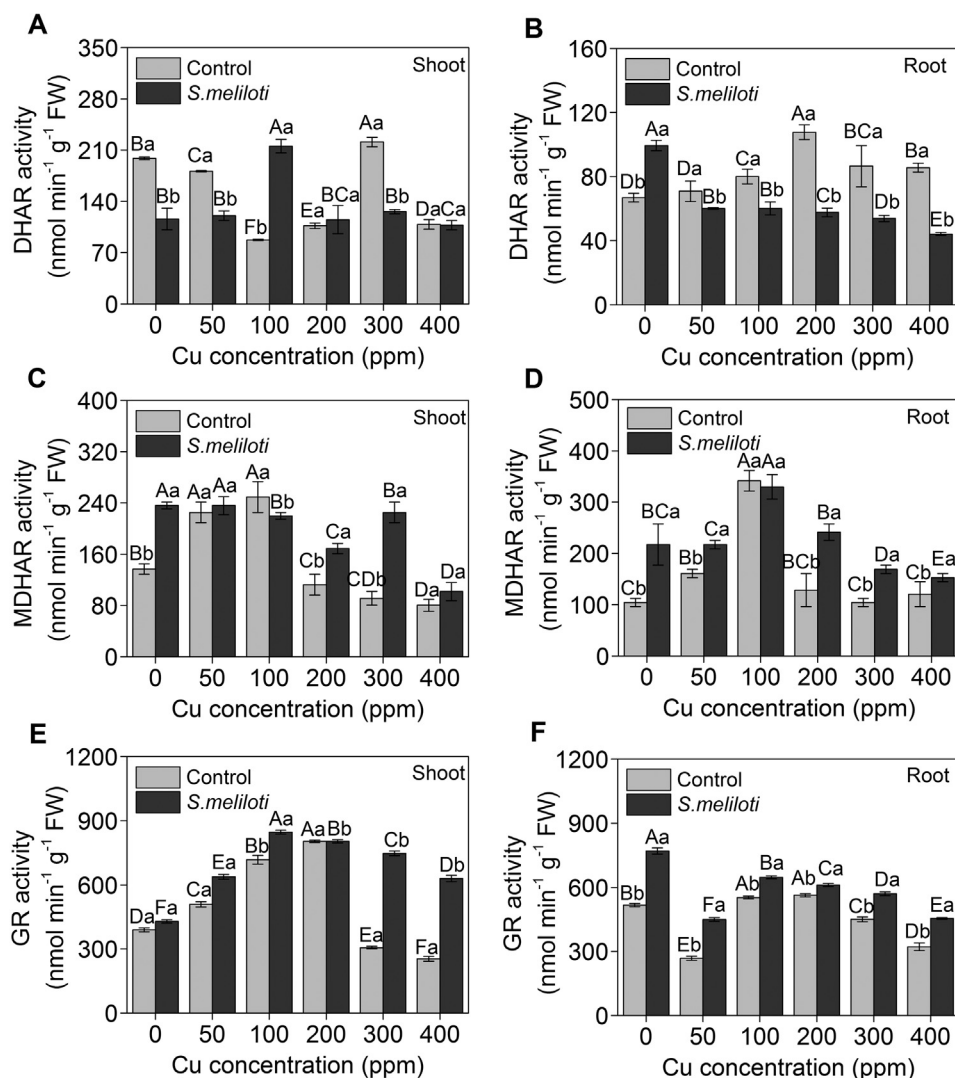 A
DHAR activity
(nmol min⁻¹ g⁻¹ FW)
350
280
210
140
70
0
Control
S.meliloti
Shoot
Ba Bb Ca Bb Fb Aa Ea BCa Aa Bb Da Ca
0 50 100 200 300 400
Cu concentration (ppm)
B
DHAR activity
(nmol min⁻¹ g⁻¹ FW)
160
120
80
40
0
Control
S.meliloti
Root
Db Aa Da Bb Ca Bb Aa Cb BCa Db Ba Eb
0 50 100 200 300 400
Cu concentration (ppm)
C
MDHAR activity
(nmol min⁻¹ g⁻¹ FW)
400
320
240
160
80
0
Control
S.meliloti
Shoot
Bb Aa Aa Aa Aa Bb Cb Ca CDb Ba Da Da
0 50 100 200 300 400
Cu concentration (ppm)
D
MDHAR activity
(nmol min⁻¹ g⁻¹ FW)
500
400
300
200
100
0
Control
S.meliloti
Root
Cb BCa Bb Ca Aa Aa BCb Ba Cb Da Cb Ea
0 50 100 200 300 400
Cu concentration (ppm)
E
GR activity
(nmol min⁻¹ g⁻¹ FW)
1200
900
600
300
0
Control
S.meliloti
Shoot
Da Fa Ca Ea Bb Aa Aa Bb Ea Cb Fa Db
0 50 100 200 300 400
Cu concentration (ppm)
F
GR activity
(nmol min⁻¹ g⁻¹ FW)
1200
900
600
300
0
Control
S.meliloti
Root
Bb Aa Eb Fa Ab Ba Ab Ca Cb Da Db Ea
0 50 100 200 300 400
Cu concentration (ppm)